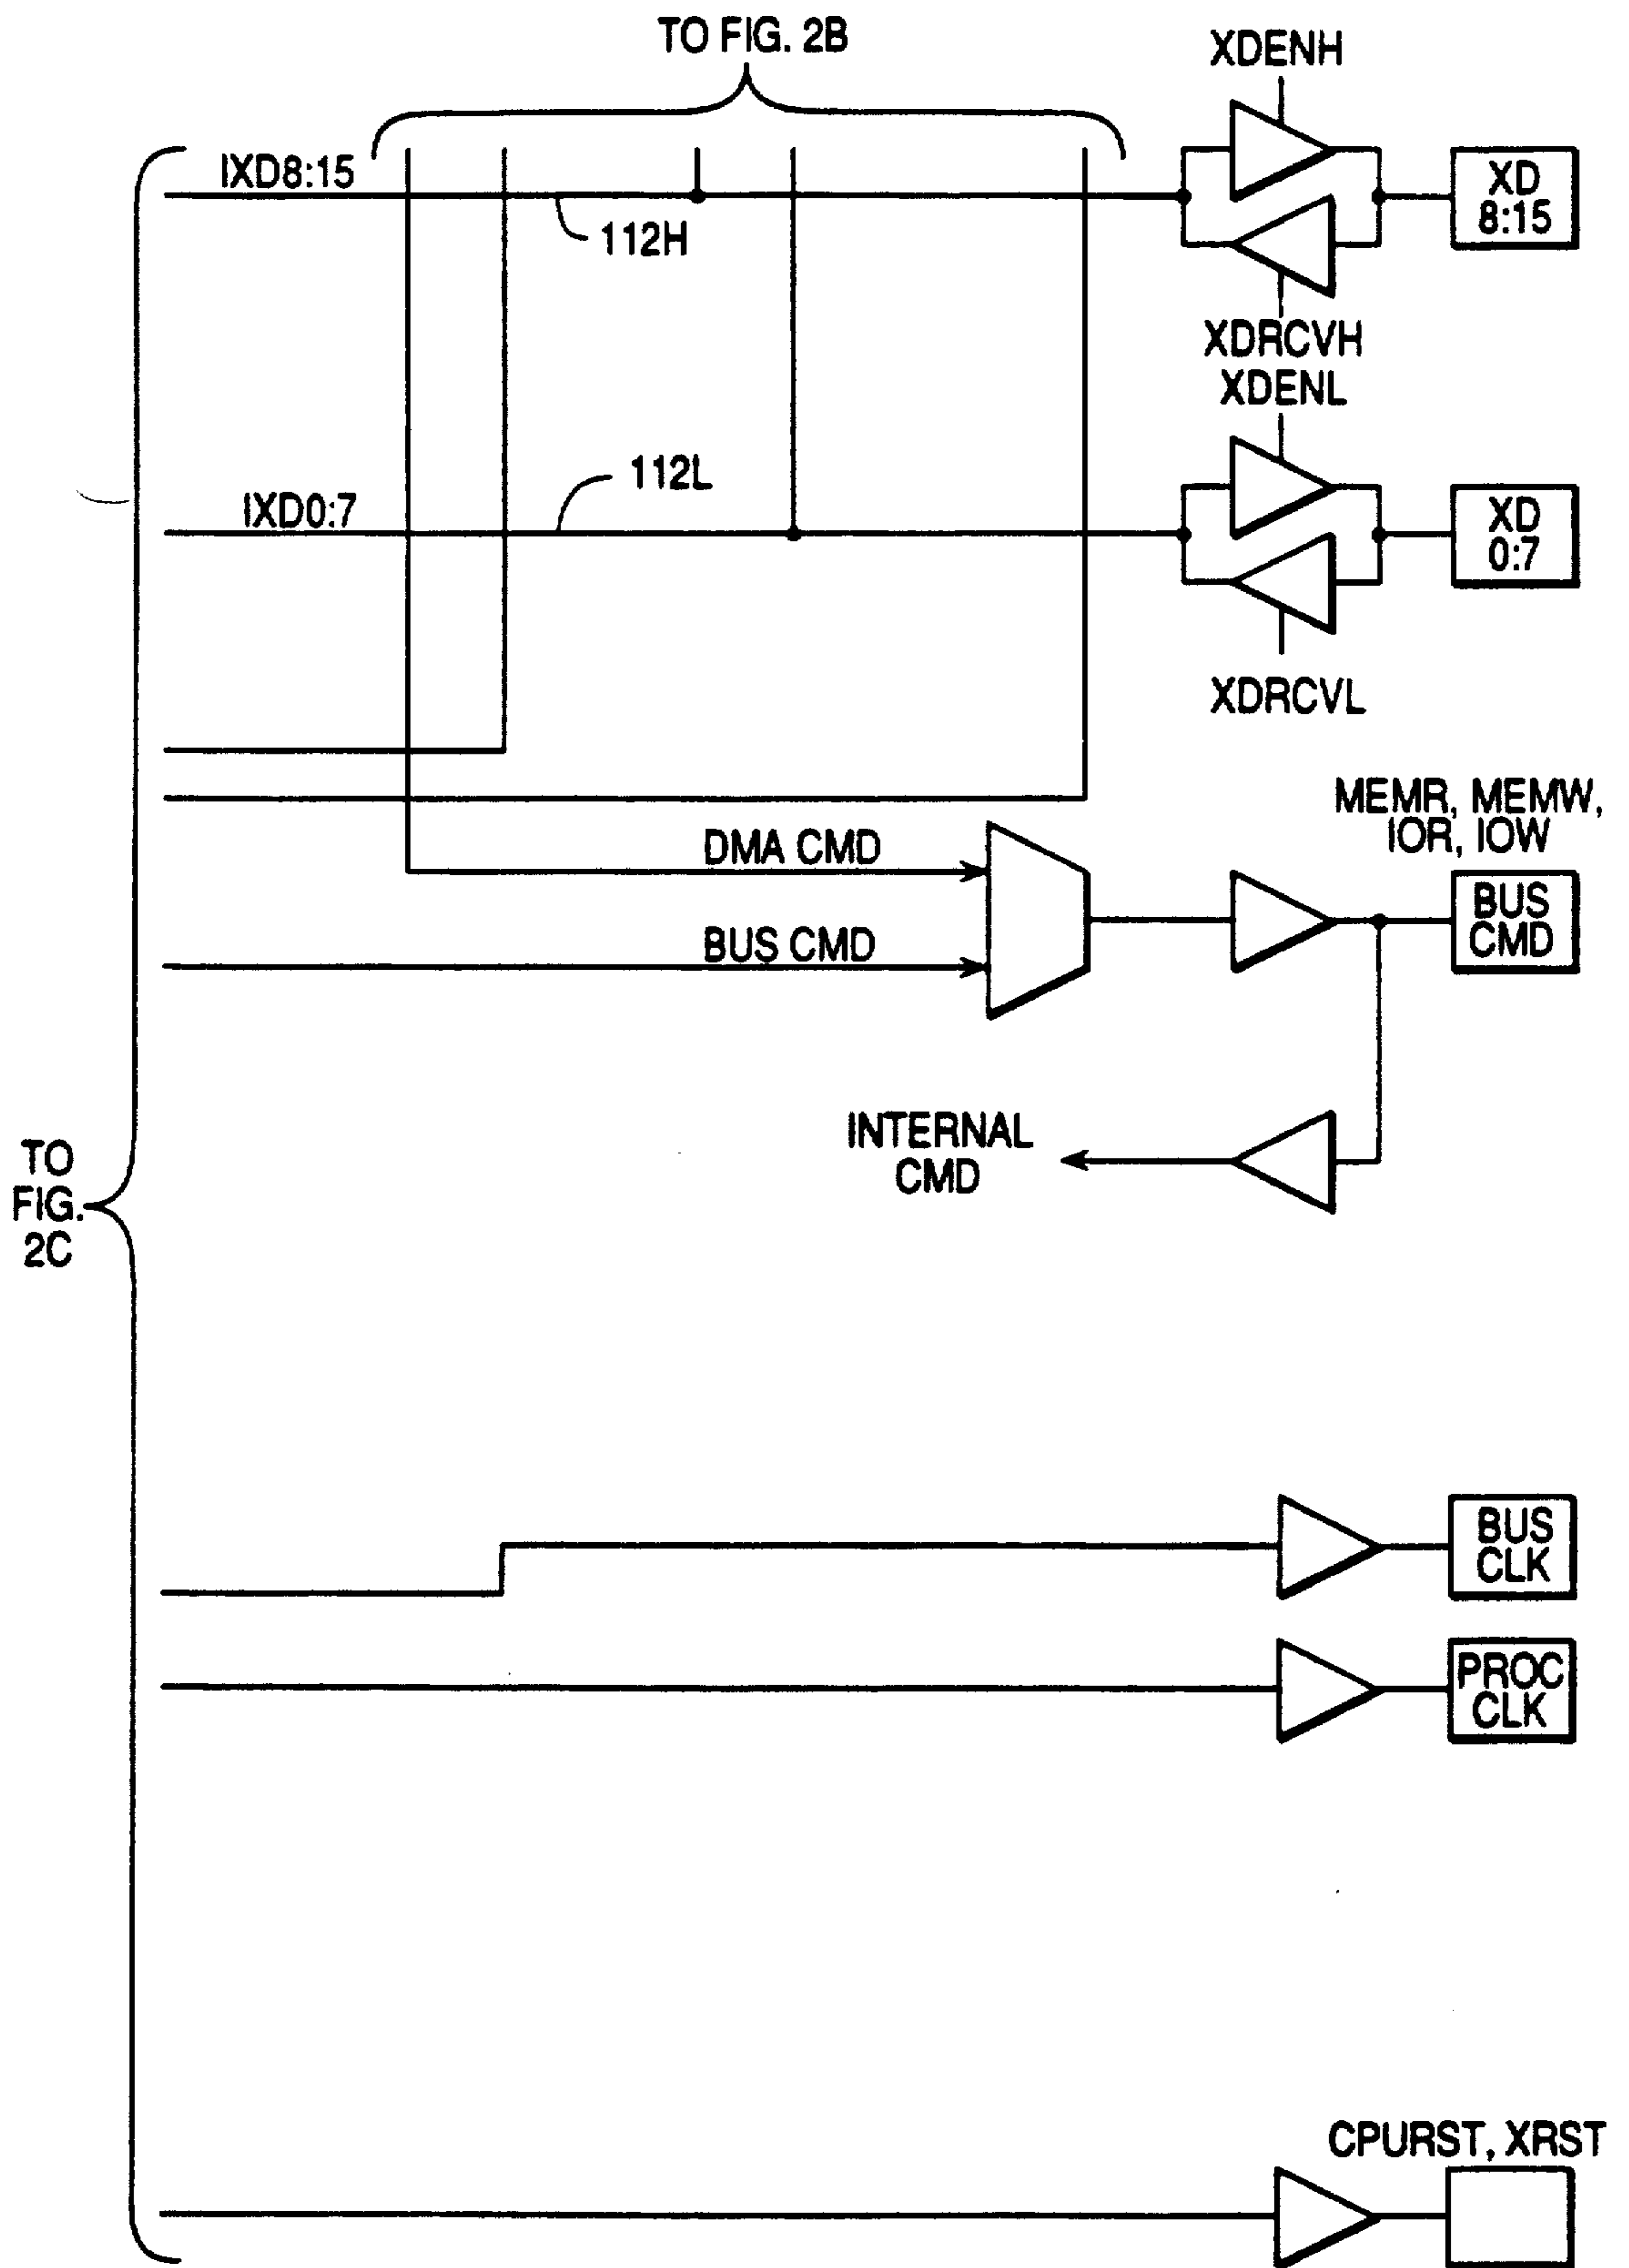 TO FIG. 2B
XDENH
IXD8:15
XD
8:15
112H
XDRCVH
XDENL
112L
IXD0:7
XD
0:7
XDRCVL
MEMR, MEMW,
IOR, IOW
DMA CMD
BUS CMD
BUS
CMD
INTERNAL
CMD
TO
FIG.
2C
BUS
CLK
PROC
CLK
CPURST, XRST